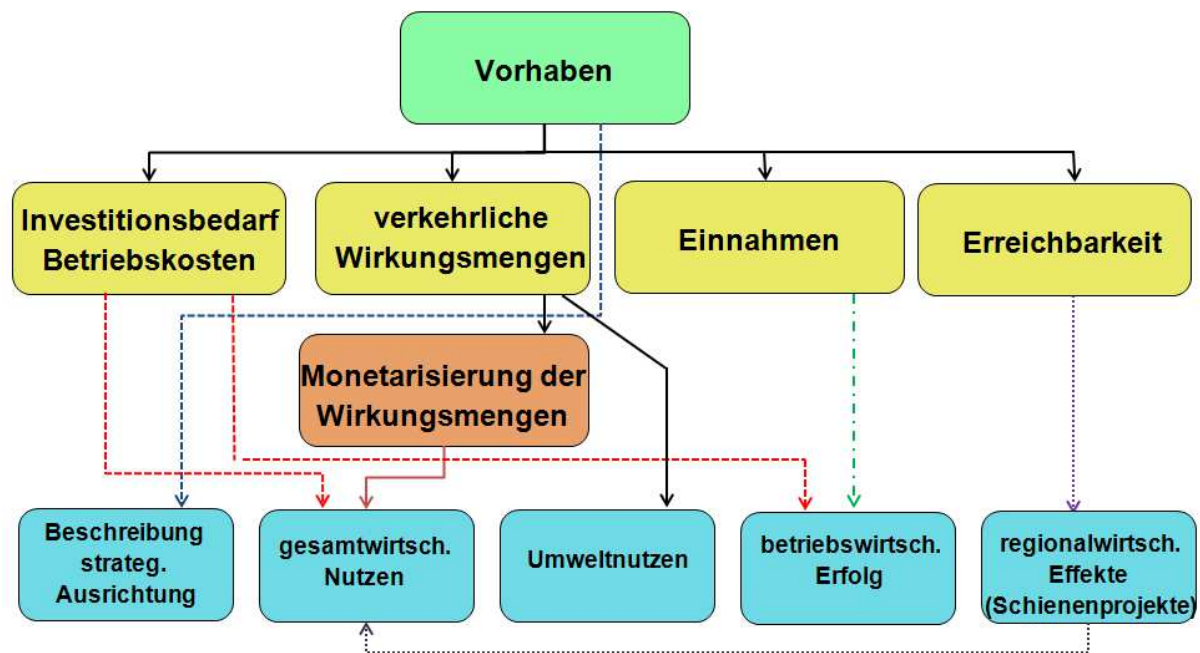 Vorhaben
Investitionsbedarf
Betriebskosten
verkehrliche
Wirkungsmengen
Einnahmen
Erreichbarkeit
Monetarisierung der
Wirkungsmengen
Beschreibung
strateg.
Ausrichtung
gesamtwirtsch.
Nutzen
Umweltnutzen
betriebswirtsch.
Erfolg
regionalwirtsch.
Effekte
(Schienenprojekte)